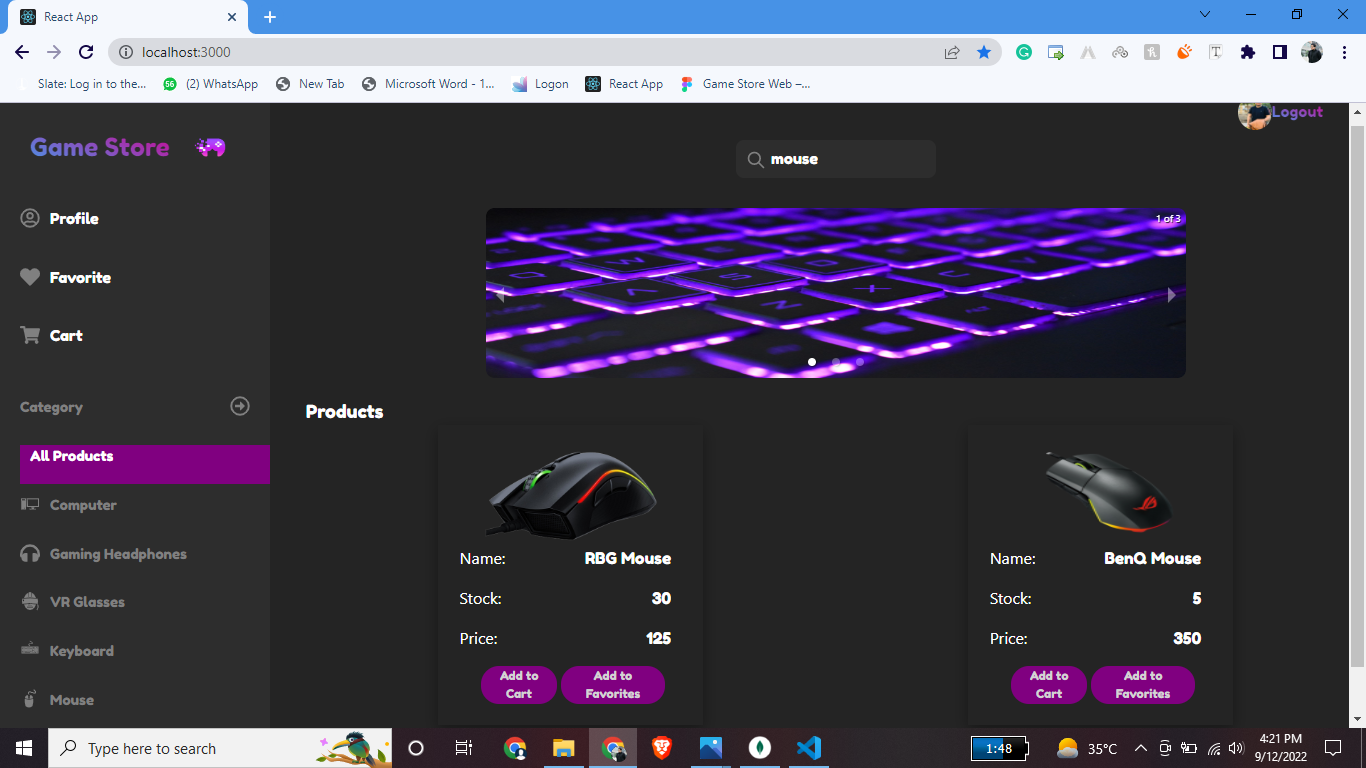 React App
localhost:3000
Slate: Log in to the...
56
(2) WhatsApp
New Tab
Microsoft Word - 1...
Logon
React App
Game Store Web –...
Game Store
Logout
mouse
Profile
Favorite
Cart
1 of 3
Q W S D A Z X C V
Category
Products
All Products
Computer
Gaming Headphones
VR Glasses
Keyboard
Mouse
Name: RBG Mouse
Stock: 30
Price: 125
Add to
Cart
Add to
Favorites
Name: BenQ Mouse
Stock: 5
Price: 350
Add to
Cart
Add to
Favorites
Type here to search
1:48
35°C
4:21 PM
9/12/2022